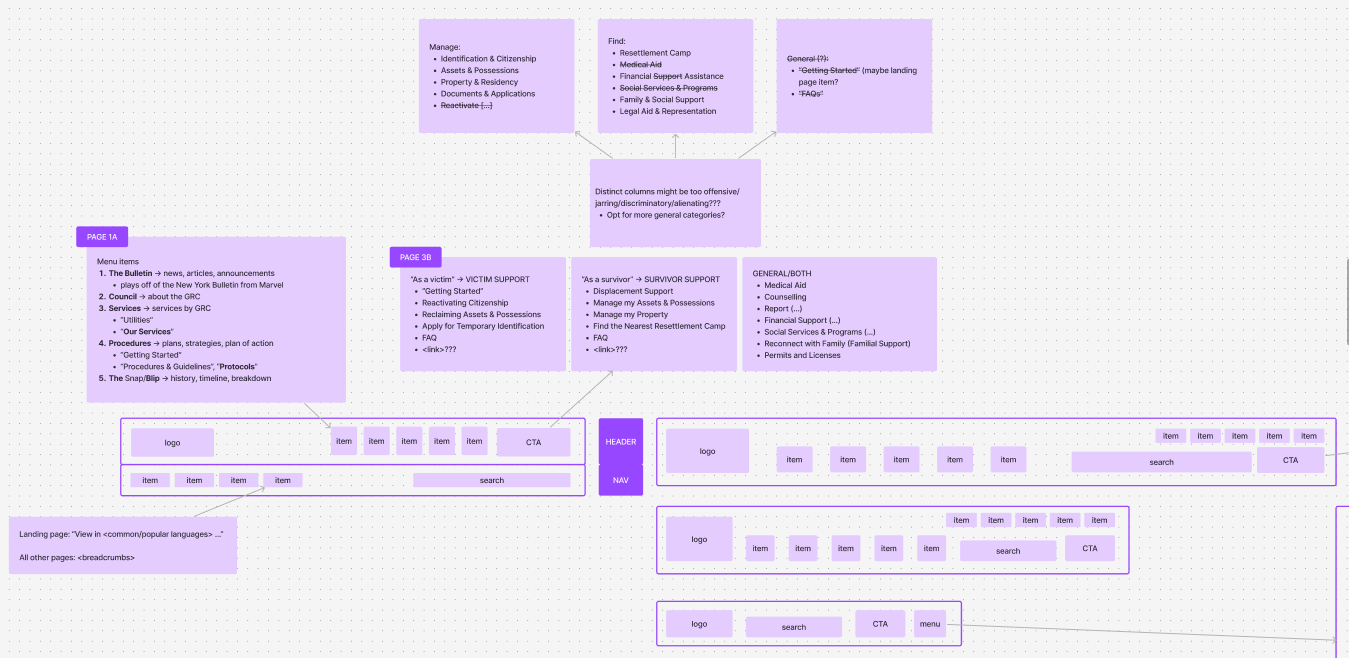 Manage:
• Identification & Citizenship
• Assets & Possessions
• Property & Residency
• Documents & Applications
• Reactivate [...]
Find:
• Resettlement Camp
• Medical Aid
• Financial Support Assistance
• Social Services & Programs
• Family & Social Support
• Legal Aid & Representation
General (?):
• "Getting Started" (maybe landing
page item?
• "FAQs"
Distinct columns might be too offensive/
jarring/discriminatory/alienating???
• Opt for more general categories?
PAGE 1A
Menu items
1. The Bulletin → news, articles, announcements
• plays off of the New York Bulletin from Marvel
2. Council → about the GRC
3. Services → services by GRC
• "Utilities"
• "Our Services"
4. Procedures → plans, strategies, plan of action
• "Getting Started"
• "Procedures & Guidelines", "Protocols"
5. The Snap/Blip → history, timeline, breakdown
PAGE 3B
"As a victim" → VICTIM SUPPORT
• "Getting Started"
• Reactivating Citizenship
• Reclaiming Assets & Possessions
• Apply for Temporary Identification
• FAQ
• <link>???
"As a survivor" → SURVIVOR SUPPORT
• Displacement Support
• Manage my Assets & Possessions
• Manage my Property
• Find the Nearest Resettlement Camp
• FAQ
• <link>???
GENERAL/BOTH
• Medical Aid
• Counselling
• Report (...)
• Financial Support (...)
• Social Services & Programs (...)
• Reconnect with Family (Familial Support)
• Permits and Licenses
logo
item item item item item
CTA
item item item item
search
HEADER
NAV
Landing page: "View in <common/popular languages> ..."
All other pages: <breadcrumbs>
logo
item item item item item
item item item item item
search
CTA
logo
item item item item item
item item item item item
search
CTA
logo
search
CTA
menu